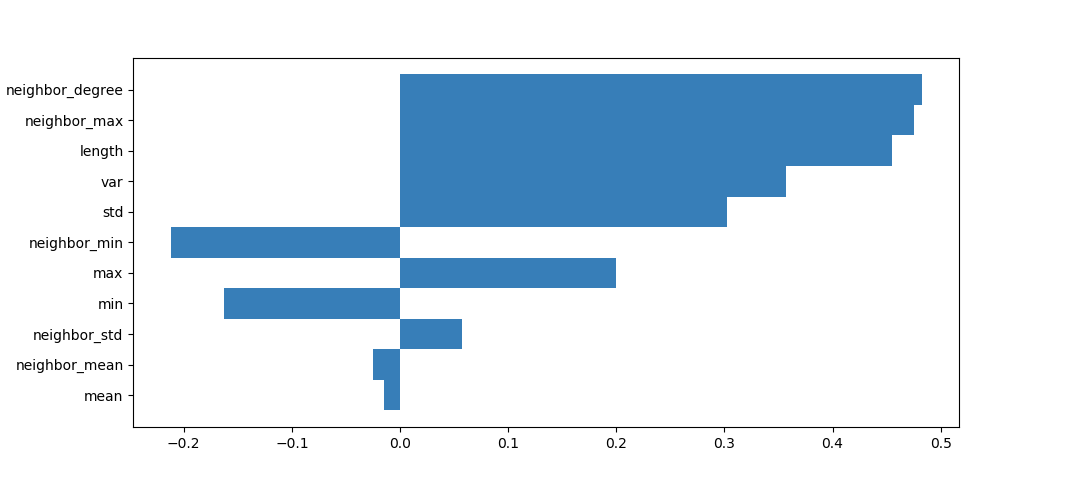 neighbor_degree
neighbor_max
length
var
std
neighbor_min
max
min
neighbor_std
neighbor_mean
mean
−0.2 −0.1 0.0 0.1 0.2 0.3 0.4 0.5